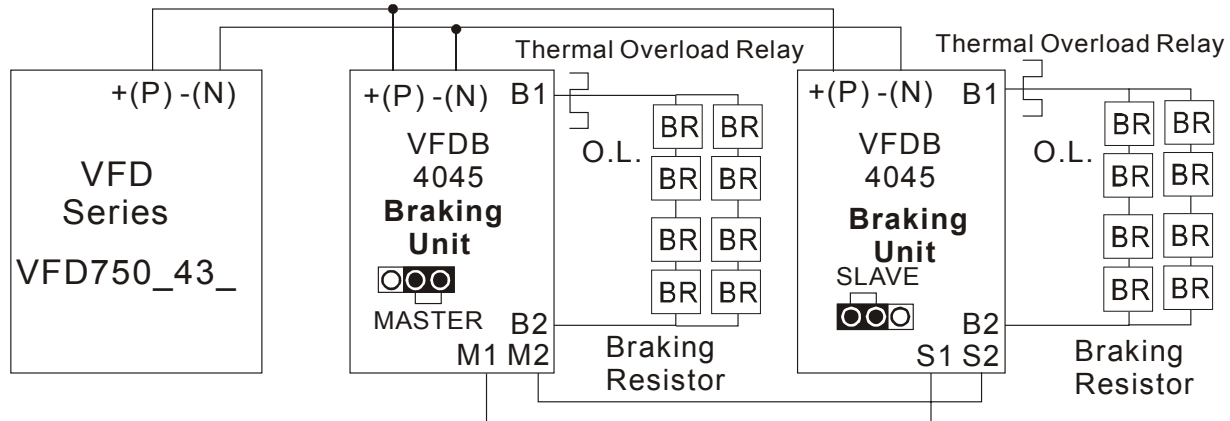 Thermal Overload Relay
Thermal Overload Relay
+(P) -(N)
VFD
Series
VFD750_43_
+(P) -(N)
B1
VFDB
4045
Braking
Unit
MASTER
B2
M1 M2
O.L.
BR BR
BR BR
BR BR
BR BR
Braking
Resistor
+(P) -(N)
B1
VFDB
4045
Braking
Unit
SLAVE
B2
S1 S2
O.L.
BR BR
BR BR
BR BR
BR BR
Braking
Resistor